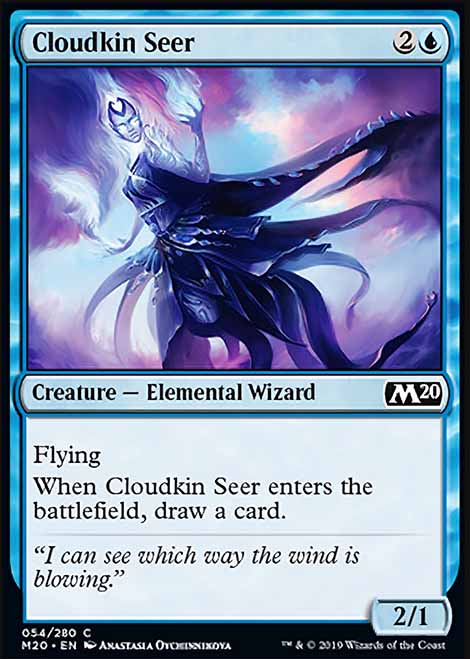 Cloudkin Seer 2
Creature — Elemental Wizard M20
Flying
When Cloudkin Seer enters the
battlefield, draw a card.
“I can see which way the wind is
blowing.”
2/1
054/280 C
M20 • EN Anastasia Ovchinnikova ™ & © 2019 Wizards of the Coast